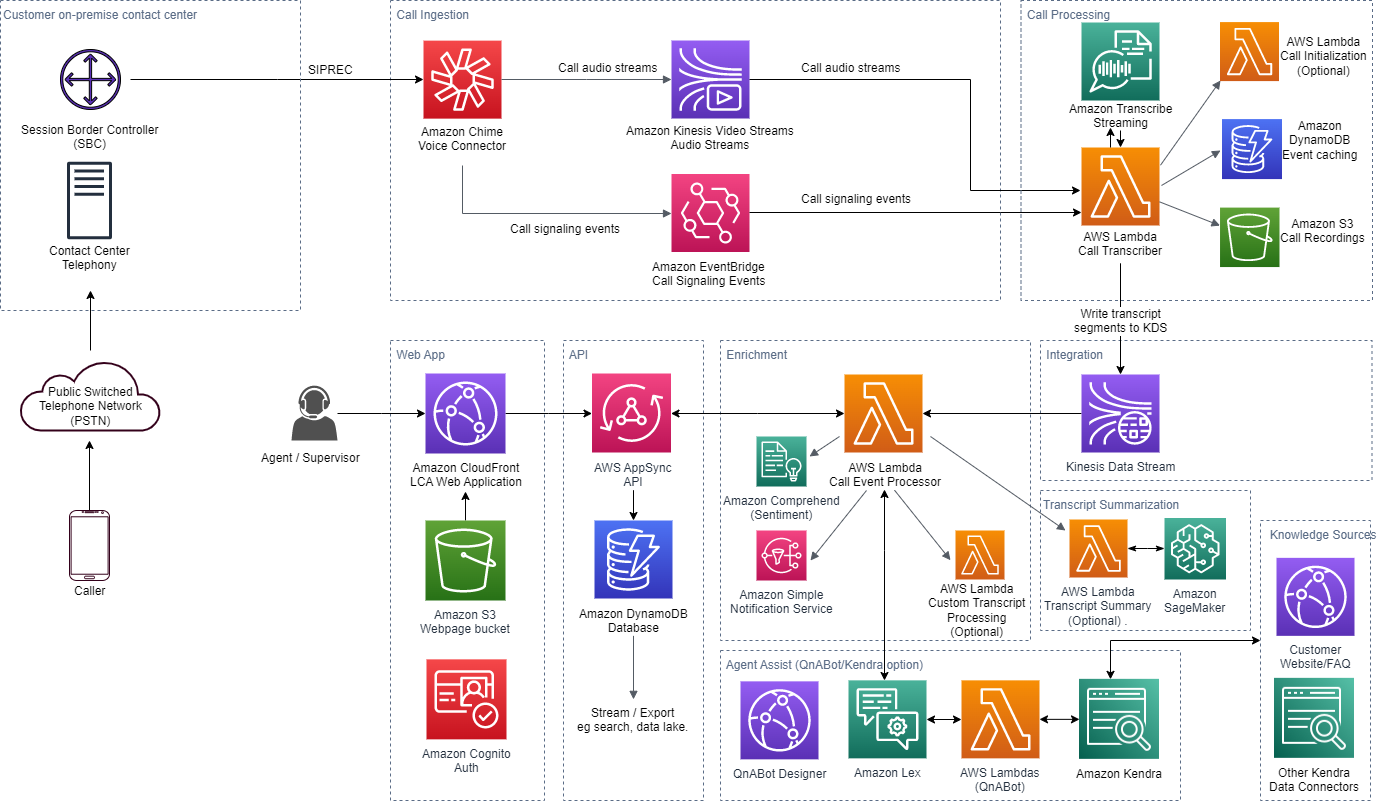 Customer on-premise contact center
Session Border Controller
(SBC)
Contact Center
Telephony
SIPREC
Public Switched
Telephone Network
(PSTN)
Caller
Call Ingestion
Amazon Chime
Voice Connector
Call audio streams
Amazon Kinesis Video Streams
Audio Streams
Call audio streams
Call signaling events
Amazon EventBridge
Call Signaling Events
Call signaling events
Call Processing
Amazon Transcribe
Streaming
AWS Lambda
Call Transcriber
AWS Lambda
Call Initialization
(Optional)
Amazon
DynamoDB
Event caching
Amazon S3
Call Recordings
Write transcript
segments to KDS
Agent / Supervisor
Web App
Amazon CloudFront
LCA Web Application
Amazon S3
Webpage bucket
Amazon Cognito
Auth
API
AWS AppSync
API
Amazon DynamoDB
Database
Stream / Export
eg search, data lake.
Enrichment
AWS Lambda
Call Event Processor
Amazon Comprehend
(Sentiment)
Amazon Simple
Notification Service
AWS Lambda
Custom Transcript
Processing
(Optional)
Integration
Kinesis Data Stream
Transcript Summarization
AWS Lambda
Transcript Summary
(Optional) .
Amazon
SageMaker
Knowledge Sources
Customer
Website/FAQ
Other Kendra
Data Connectors
Agent Assist (QnABot/Kendra option)
QnABot Designer
Amazon Lex
AWS Lambdas
(QnABot)
Amazon Kendra